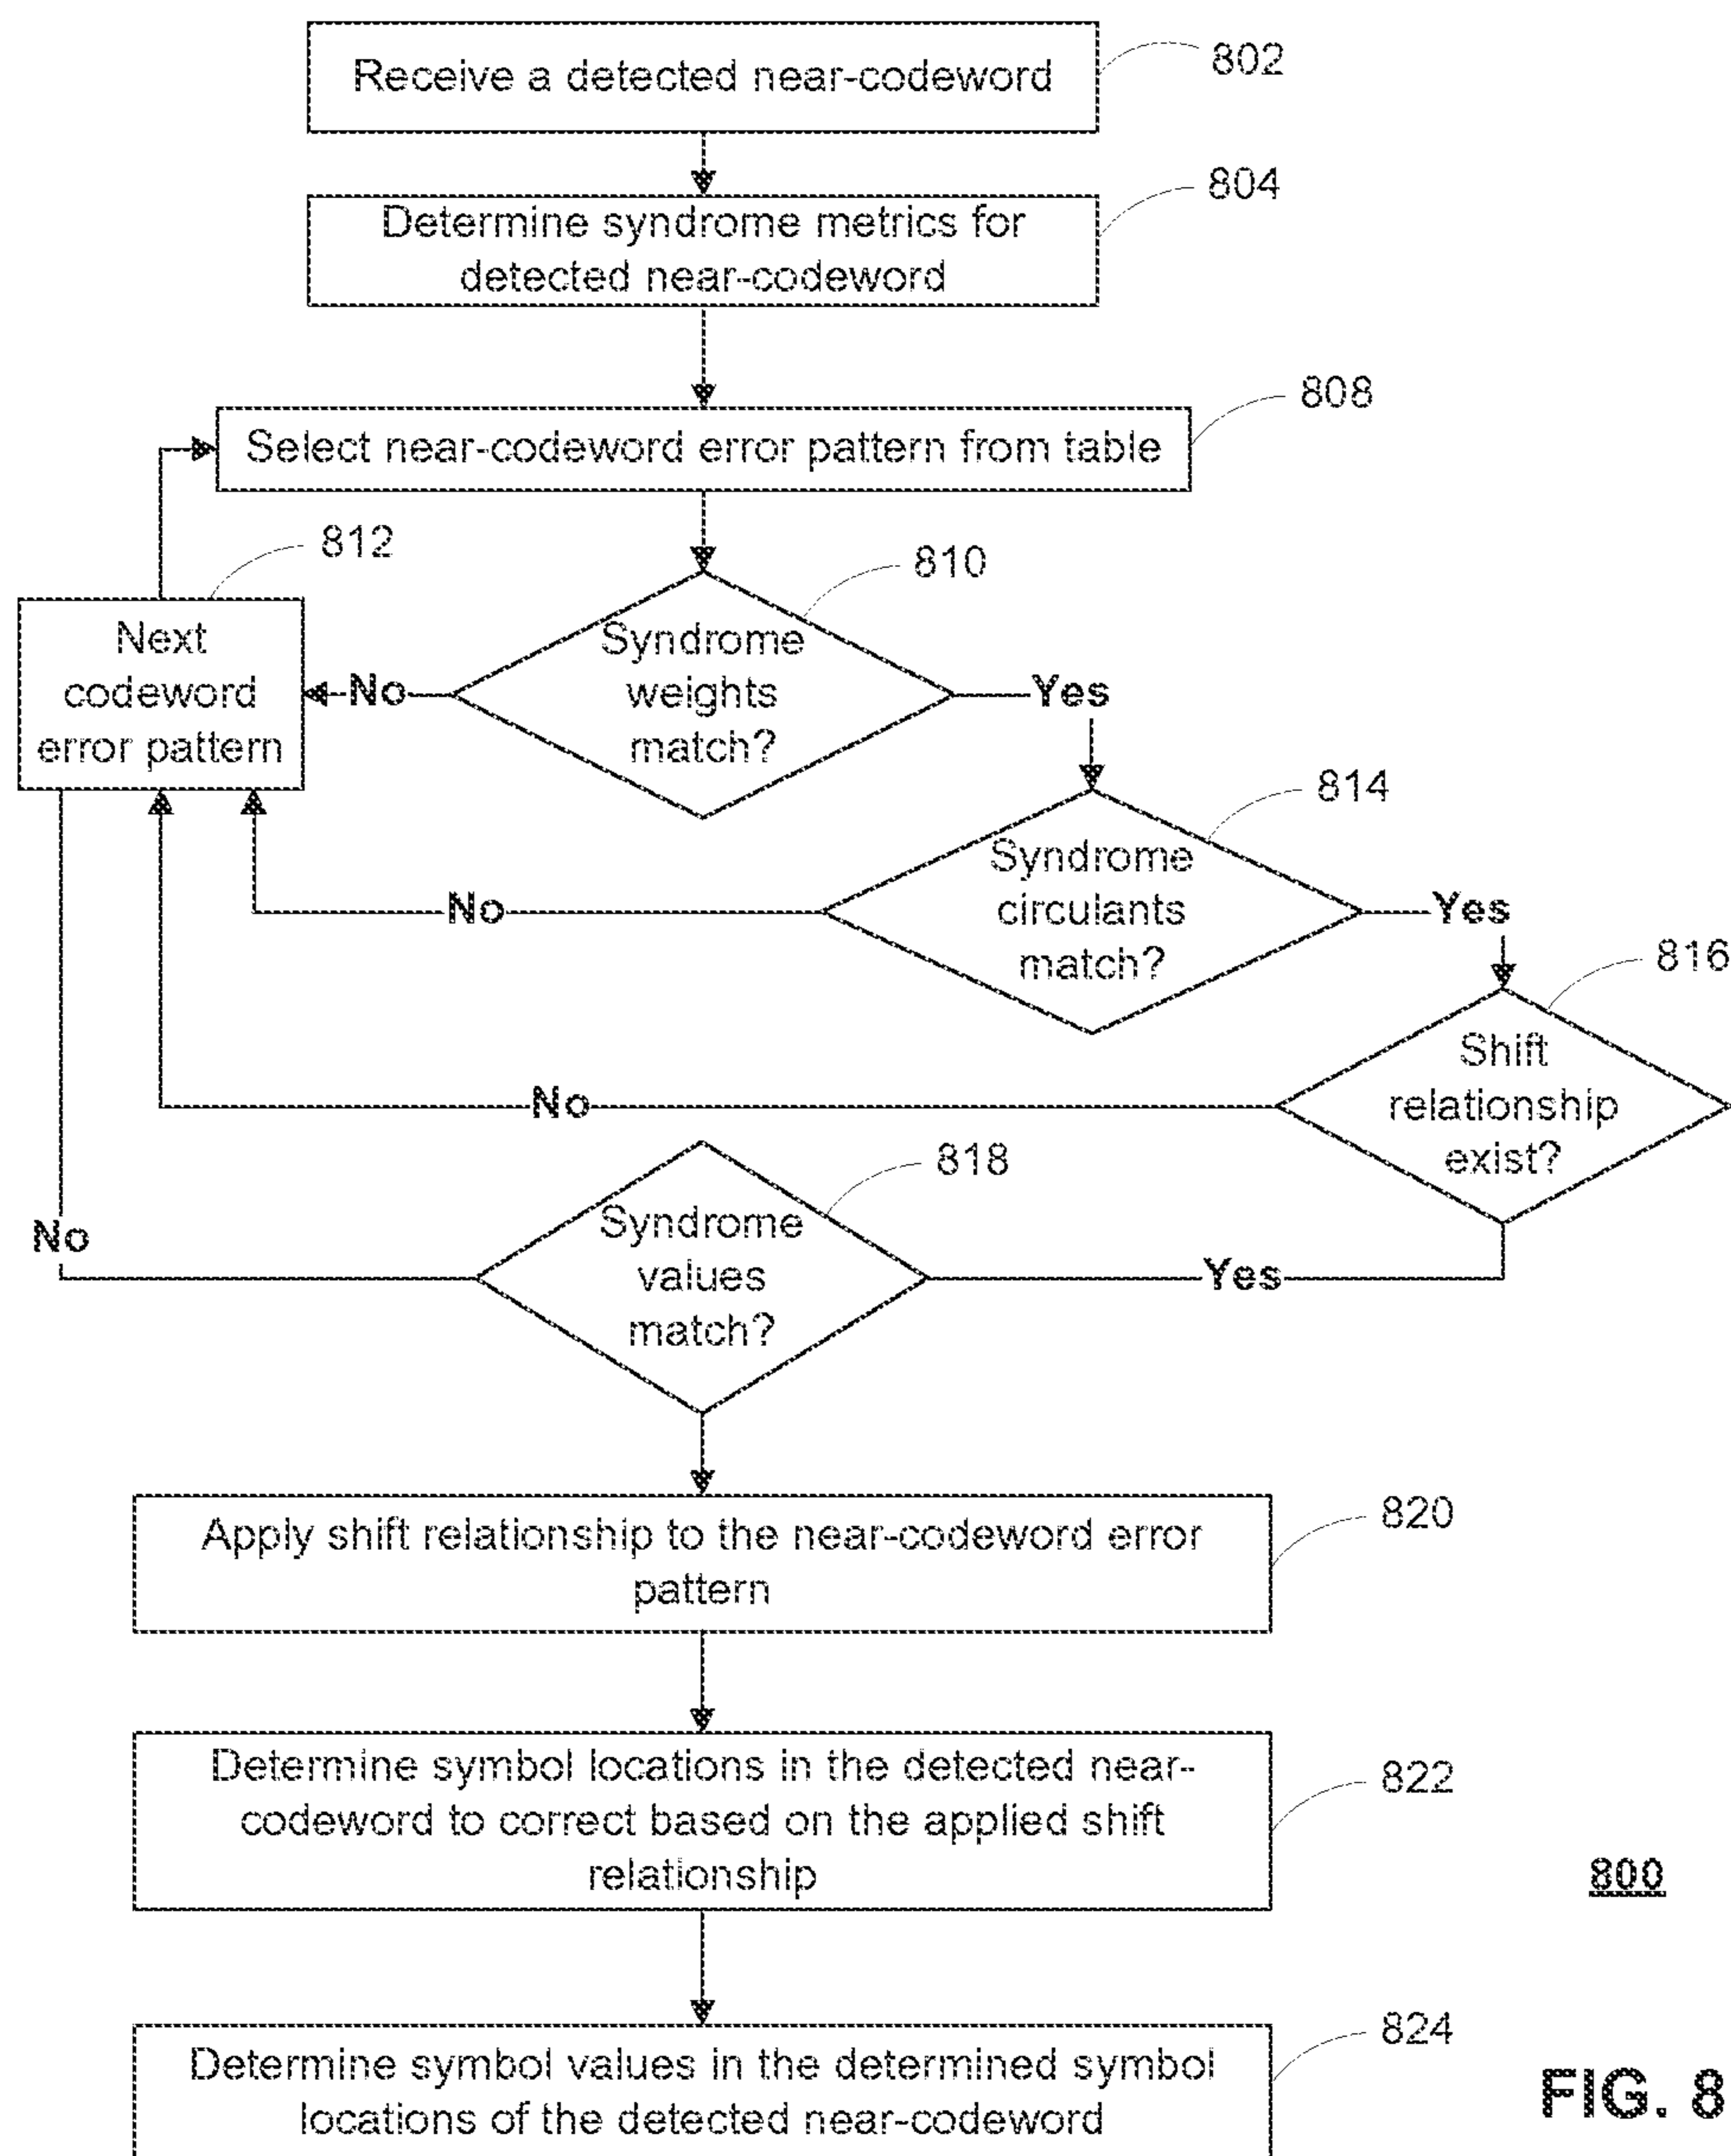 Receive a detected near-codeword
802
804
Determine syndrome metrics for
detected near-codeword
808
Select near-codeword error pattern from table
812
810
Next
codeword
error pattern
No
Syndrome
weights
match?
Yes
814
Syndrome
circulants
match?
No
Yes
816
Shift
relationship
exist?
No
818
Syndrome
values
match?
No
Yes
820
Apply shift relationship to the near-codeword error
pattern
822
Determine symbol locations in the detected near-
codeword to correct based on the applied shift
relationship
800
824
Determine symbol values in the determined symbol
locations of the detected near-codeword
FIG. 8